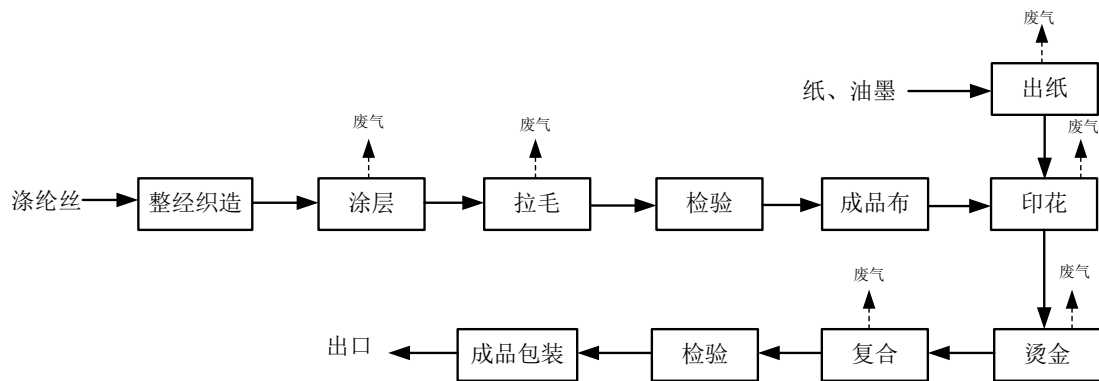 废气
纸、油墨
出纸
废气
废气
废气
涤纶丝
整经织造
涂层
拉毛
检验
成品布
印花
废气
废气
出口
成品包装
检验
复合
烫金